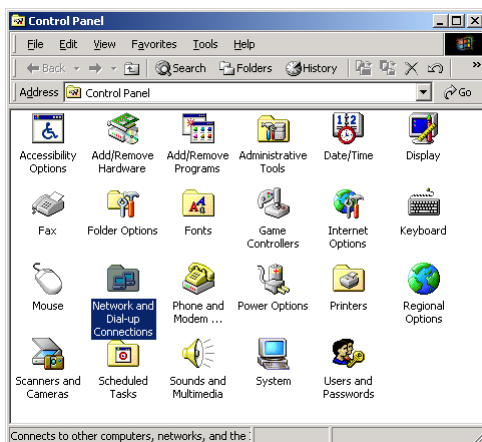 Control Panel
File Edit View Favorites Tools Help
Back Search Folders History »
Address Control Panel Go
Accessibility Options Add/Remove Hardware Add/Remove Programs Administrative Tools Date/Time Display
Fax Folder Options Fonts Game Controllers Internet Options Keyboard
Mouse Network and Dial-up Connections Phone and Modem ... Power Options Printers Regional Options
Scanners and Cameras Scheduled Tasks Sounds and Multimedia System Users and Passwords
Connects to other computers, networks, and the